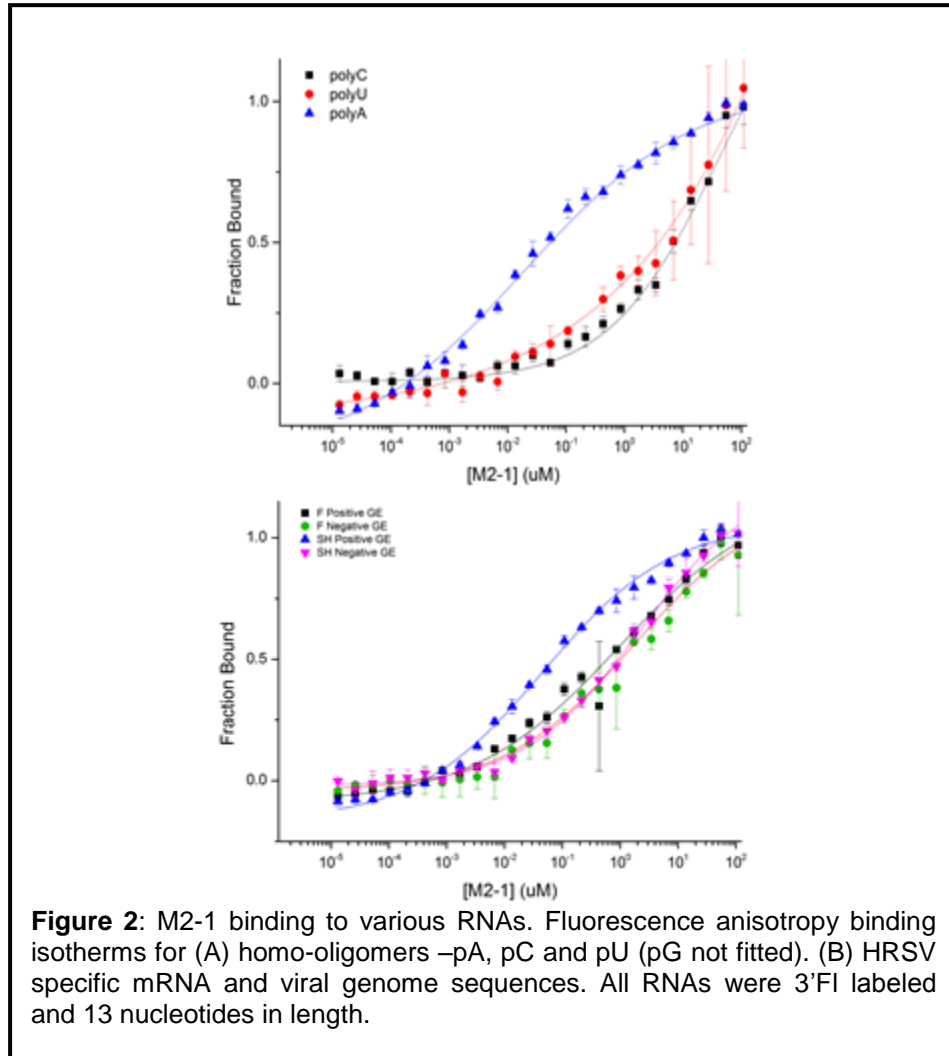 polyC
polyU
polyA
1.0
0.5
0.0
Fraction Bound
10⁻⁵ 10⁻⁴ 10⁻³ 10⁻² 10⁻¹ 10⁰ 10¹ 10²
[M2-1] (uM)
F Positive GE
F Negative GE
SH Positive GE
SH Negative GE
1.0
0.5
0.0
Fraction Bound
10⁻⁵ 10⁻⁴ 10⁻³ 10⁻² 10⁻¹ 10⁰ 10¹ 10²
[M2-1] (uM)
Figure 2: M2-1 binding to various RNAs. Fluorescence anisotropy binding
isotherms for (A) homo-oligomers –pA, pC and pU (pG not fitted). (B) HRSV
specific mRNA and viral genome sequences. All RNAs were 3'Fl labeled
and 13 nucleotides in length.